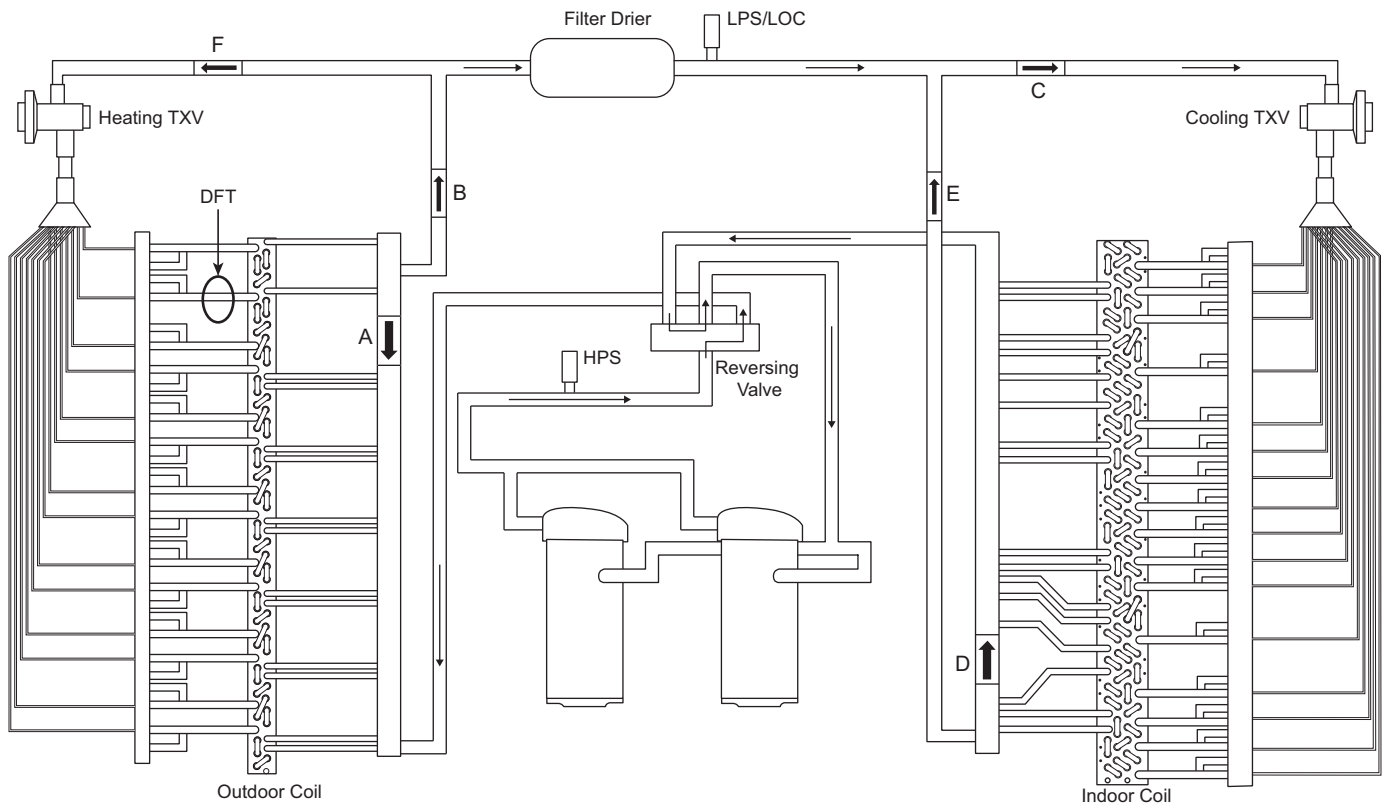 Filter Drier
LPS/LOC
F
C
Heating TXV
Cooling TXV
DFT
B
E
A
HPS
Reversing
Valve
D
Outdoor Coil
Indoor Coil